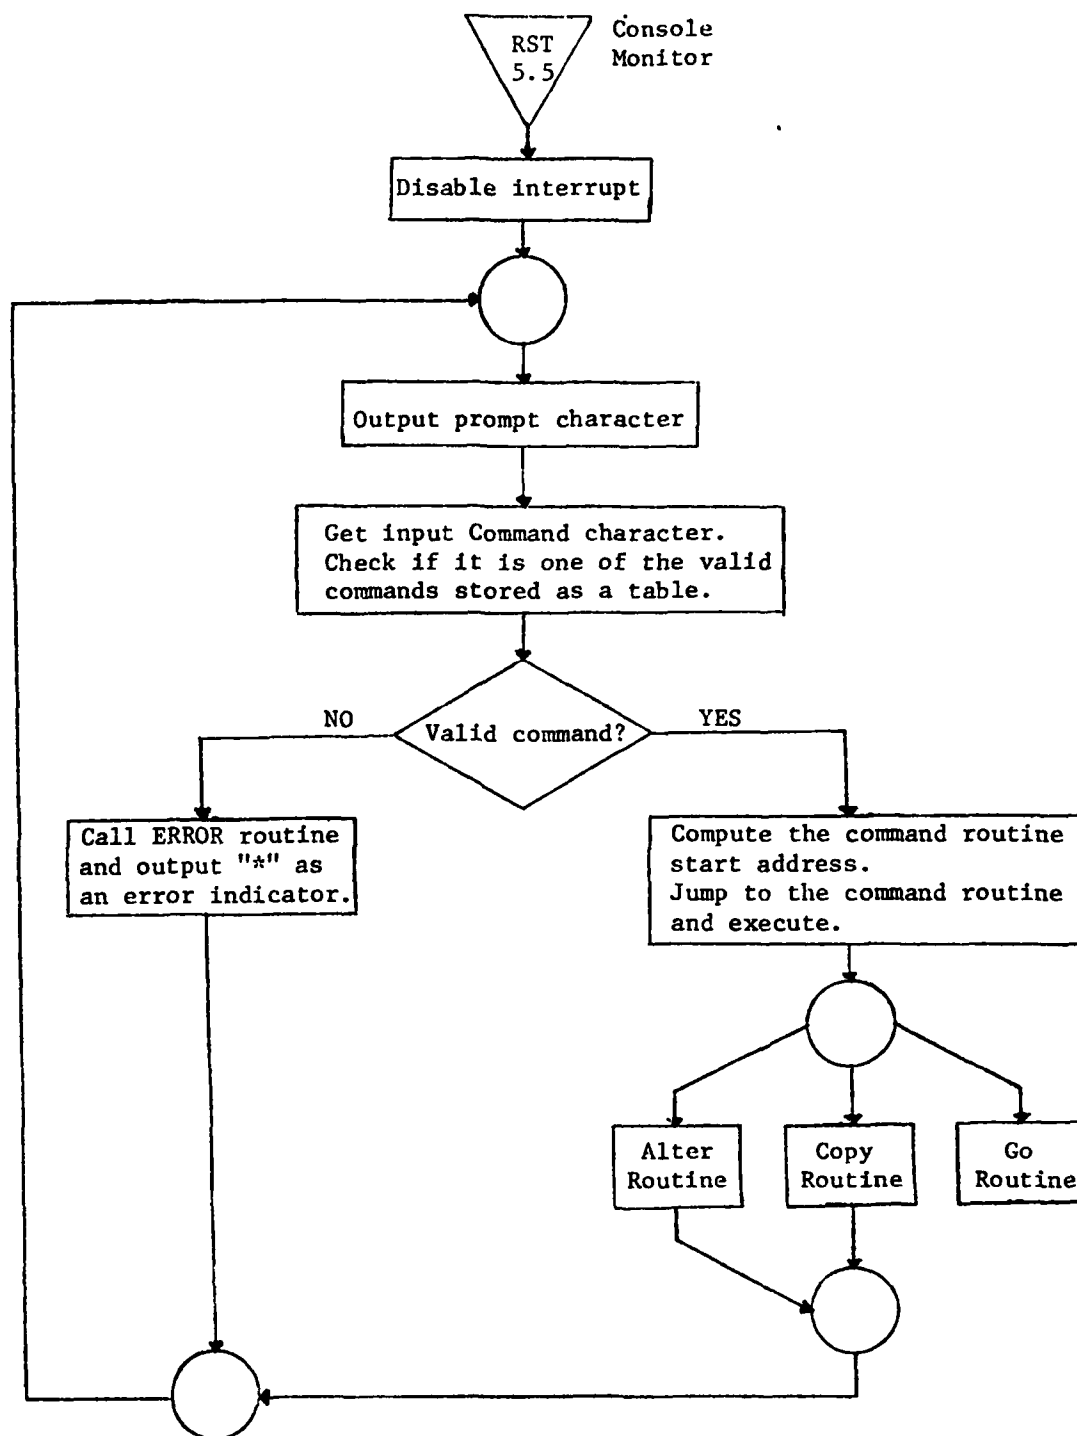 RST
5.5
Console
Monitor
Disable interrupt
Output prompt character
Get input Command character.
Check if it is one of the valid
commands stored as a table.
NO
Valid command?
YES
Call ERROR routine
and output "*" as
an error indicator.
Compute the command routine
start address.
Jump to the command routine
and execute.
Alter
Routine
Copy
Routine
Go
Routine